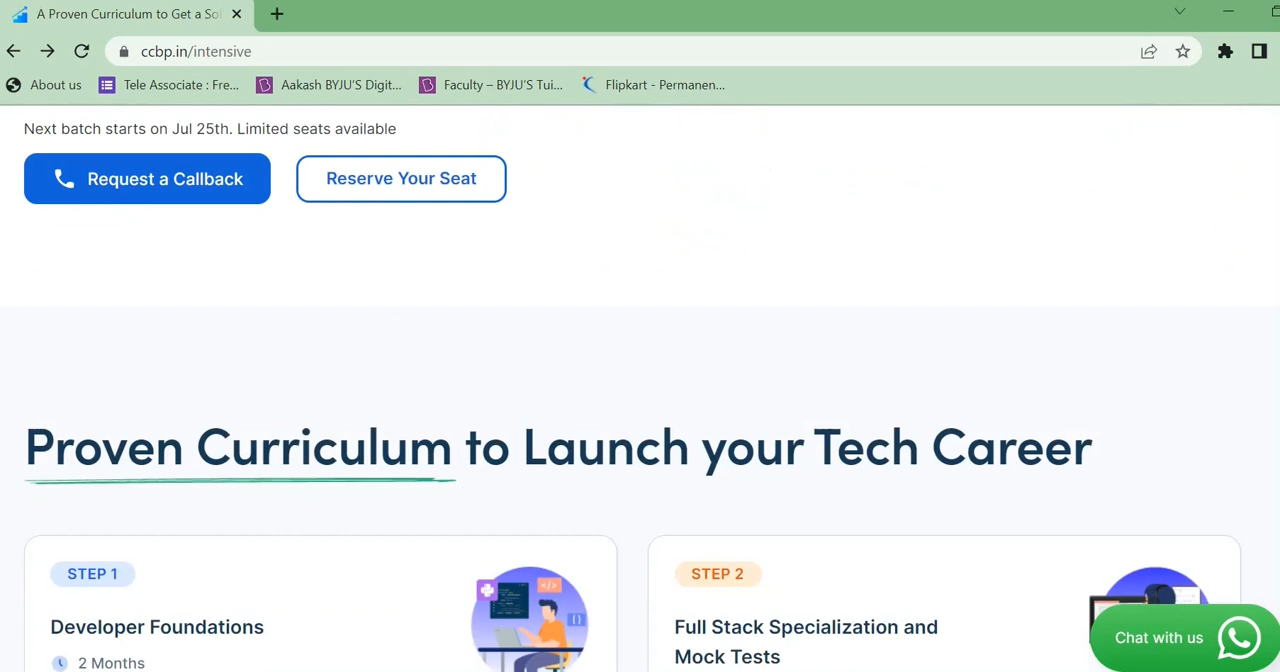 A Proven Curriculum to Get a So
ccbp.in/intensive
About us
Tele Associate : Fre...
Aakash BYJU'S Digit...
Faculty – BYJU'S Tui...
Flipkart - Permanen...
Next batch starts on Jul 25th. Limited seats available
Request a Callback
Reserve Your Seat
Proven Curriculum to Launch your Tech Career
STEP 1
Developer Foundations
2 Months
STEP 2
Full Stack Specialization and
Mock Tests
Chat with us